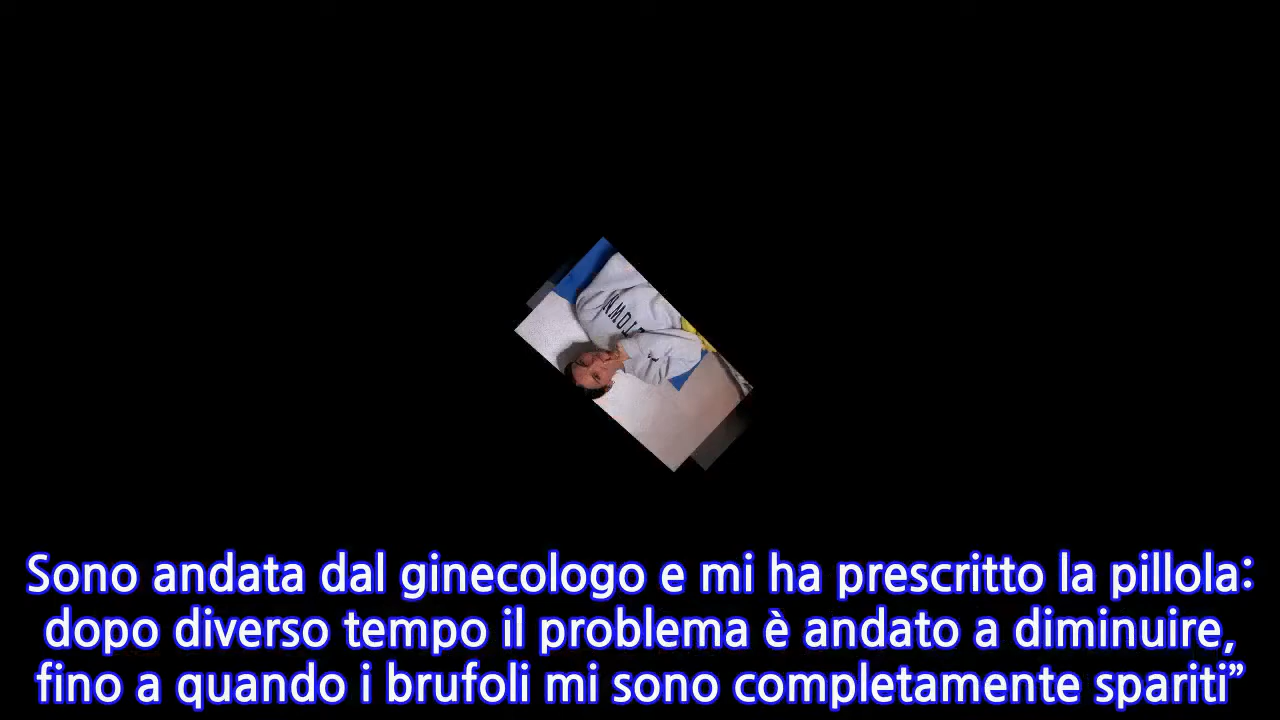 Sono andata dal ginecologo e mi ha prescritto la pillola:
dopo diverso tempo il problema è andato a diminuire,
fino a quando i brufoli mi sono completamente spariti”